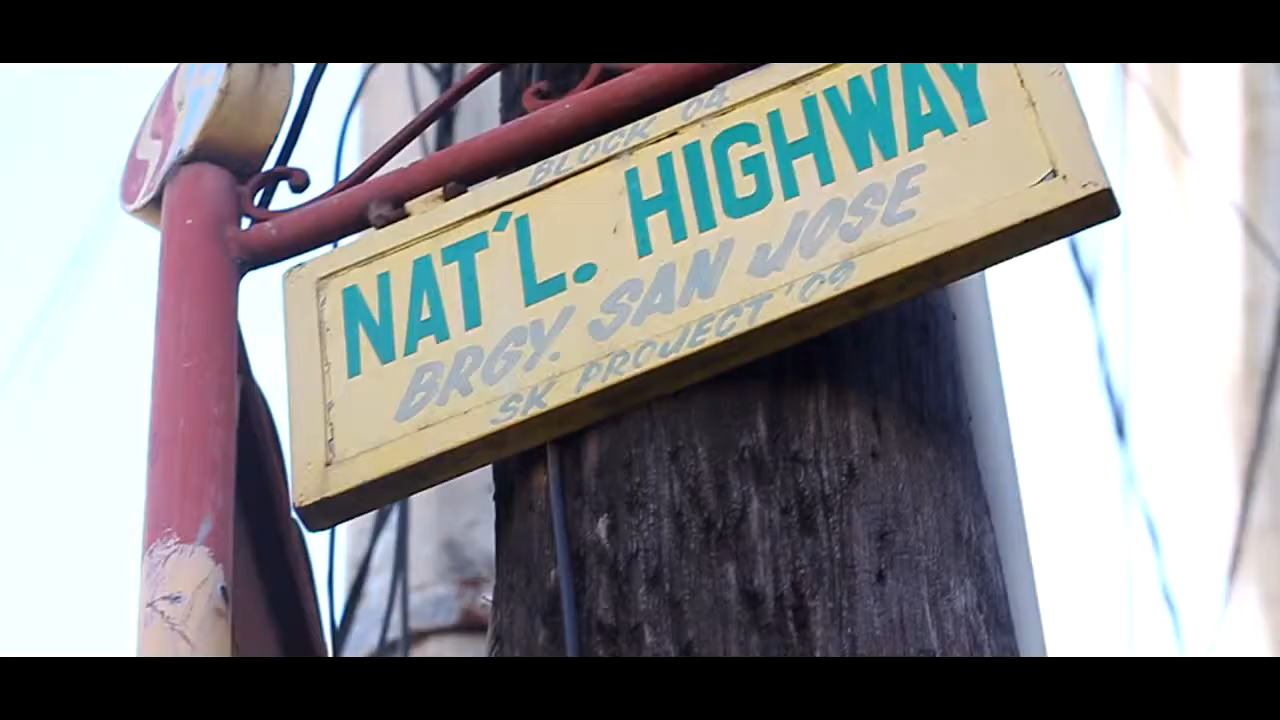 BLOCK 04
NAT'L. HIGHWAY
BRGY. SAN JOSE
SK PROJECT '09